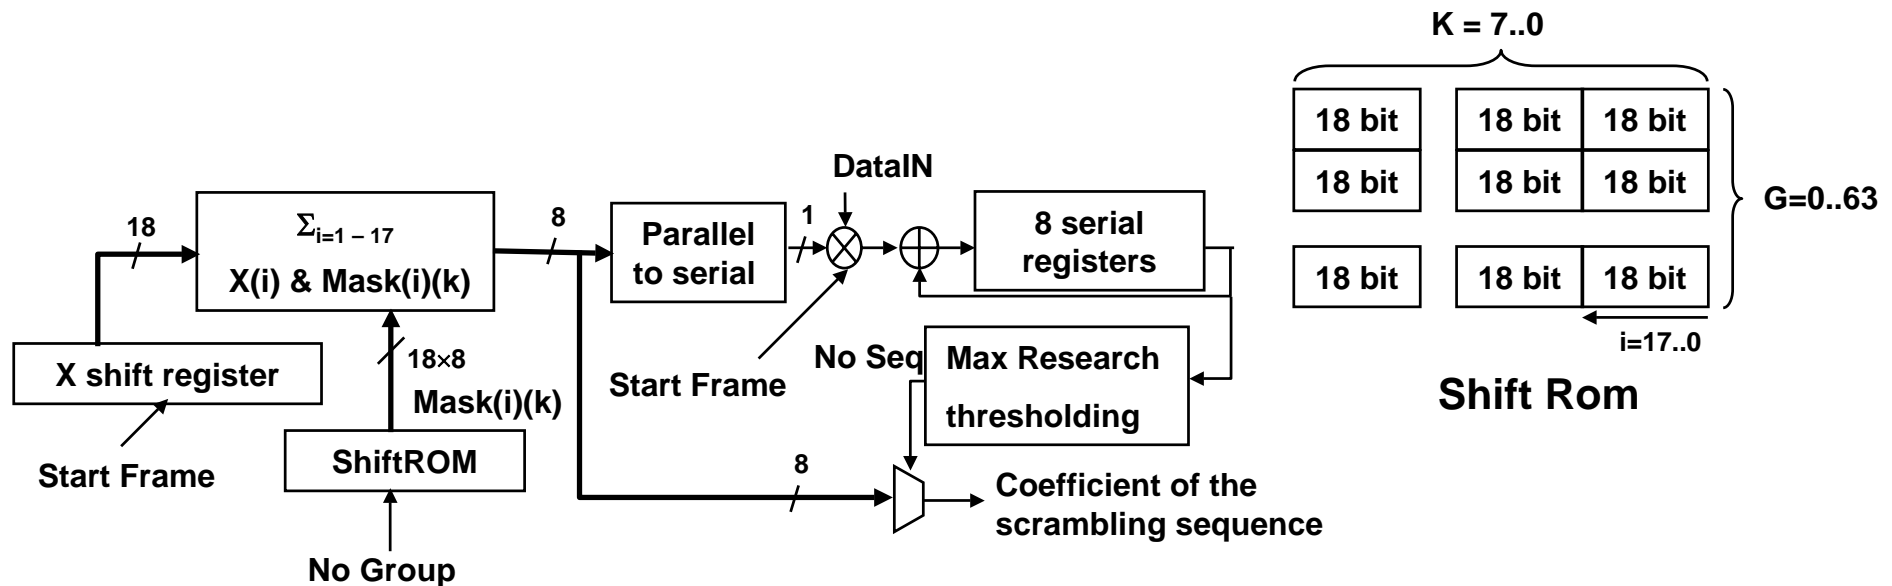 K = 7..0
18 bit 18 bit 18 bit
18 bit 18 bit 18 bit
18 bit 18 bit 18 bit
G=0..63
i=17..0
Shift Rom
18
Σi=1 – 17
X(i) & Mask(i)(k)
8
Parallel
to serial
1
DataIN
8 serial
registers
X shift register
Start Frame
18×8
Mask(i)(k)
ShiftROM
No Group
Start Frame
No Seq
Max Research
thresholding
8
Coefficient of the
scrambling sequence